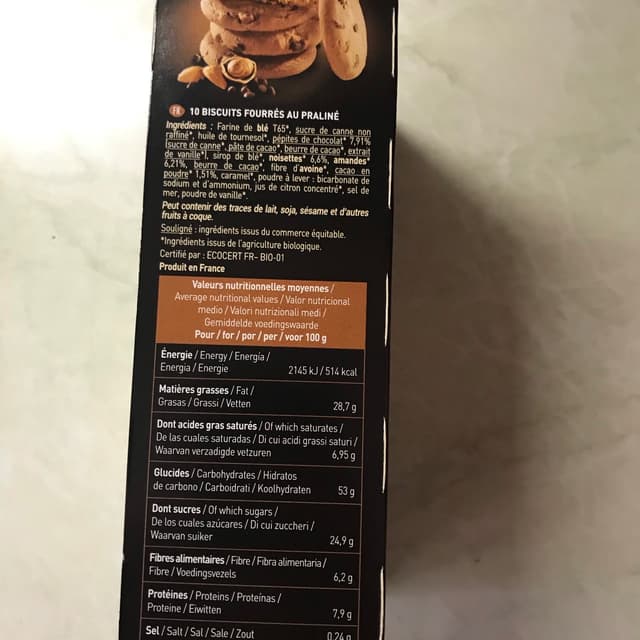 FR 10 BISCUITS FOURRÉS AU PRALINÉ
Ingrédients : Farine de blé T65*, sucre de canne non
raffiné*, huile de tournesol*, pépites de chocolat* 7,91%
(sucre de canne*, pâte de cacao*, beurre de cacao*, extrait
de vanille*), sirop de blé*, noisettes* 6,6%, amandes*
6,21%, beurre de cacao*, fibre d'avoine*, cacao en
poudre* 1,51%, caramel*, poudre à lever : bicarbonate de
sodium et d'ammonium, jus de citron concentré*, sel de
mer, poudre de vanille*.
Peut contenir des traces de lait, soja, sésame et d'autres
fruits à coque.
Souligné : ingrédients issus du commerce équitable.
*Ingrédients issus de l'agriculture biologique.
Certifié par : ECOCERT FR- BIO-01
Produit en France
Valeurs nutritionnelles moyennes /
Average nutritional values / Valor nutricional
medio / Valori nutrizionali medi /
Gemiddelde voedingswaarde
Pour / for / por / per / voor 100 g
Énergie / Energy / Energía /
Energia / Energie 2145 kJ / 514 kcal
Matières grasses / Fat /
Grasas / Grassi / Vetten 28,7 g
Dont acides gras saturés / Of which saturates /
De las cuales saturadas / Di cui acidi grassi saturi /
Waarvan verzadigde vetzuren 6,95 g
Glucides / Carbohydrates / Hidratos
de carbono / Carboidrati / Koolhydraten 53 g
Dont sucres / Of which sugars /
De los cuales azúcares / Di cui zuccheri /
Waarvan suiker 24,9 g
Fibres alimentaires / Fibre / Fibra alimentaria /
Fibre / Voedingsvezels 6,2 g
Protéines / Proteins / Proteínas /
Proteine / Eiwitten 7,9 g
Sel / Salt / Sal / Sale / Zout 0,24 g